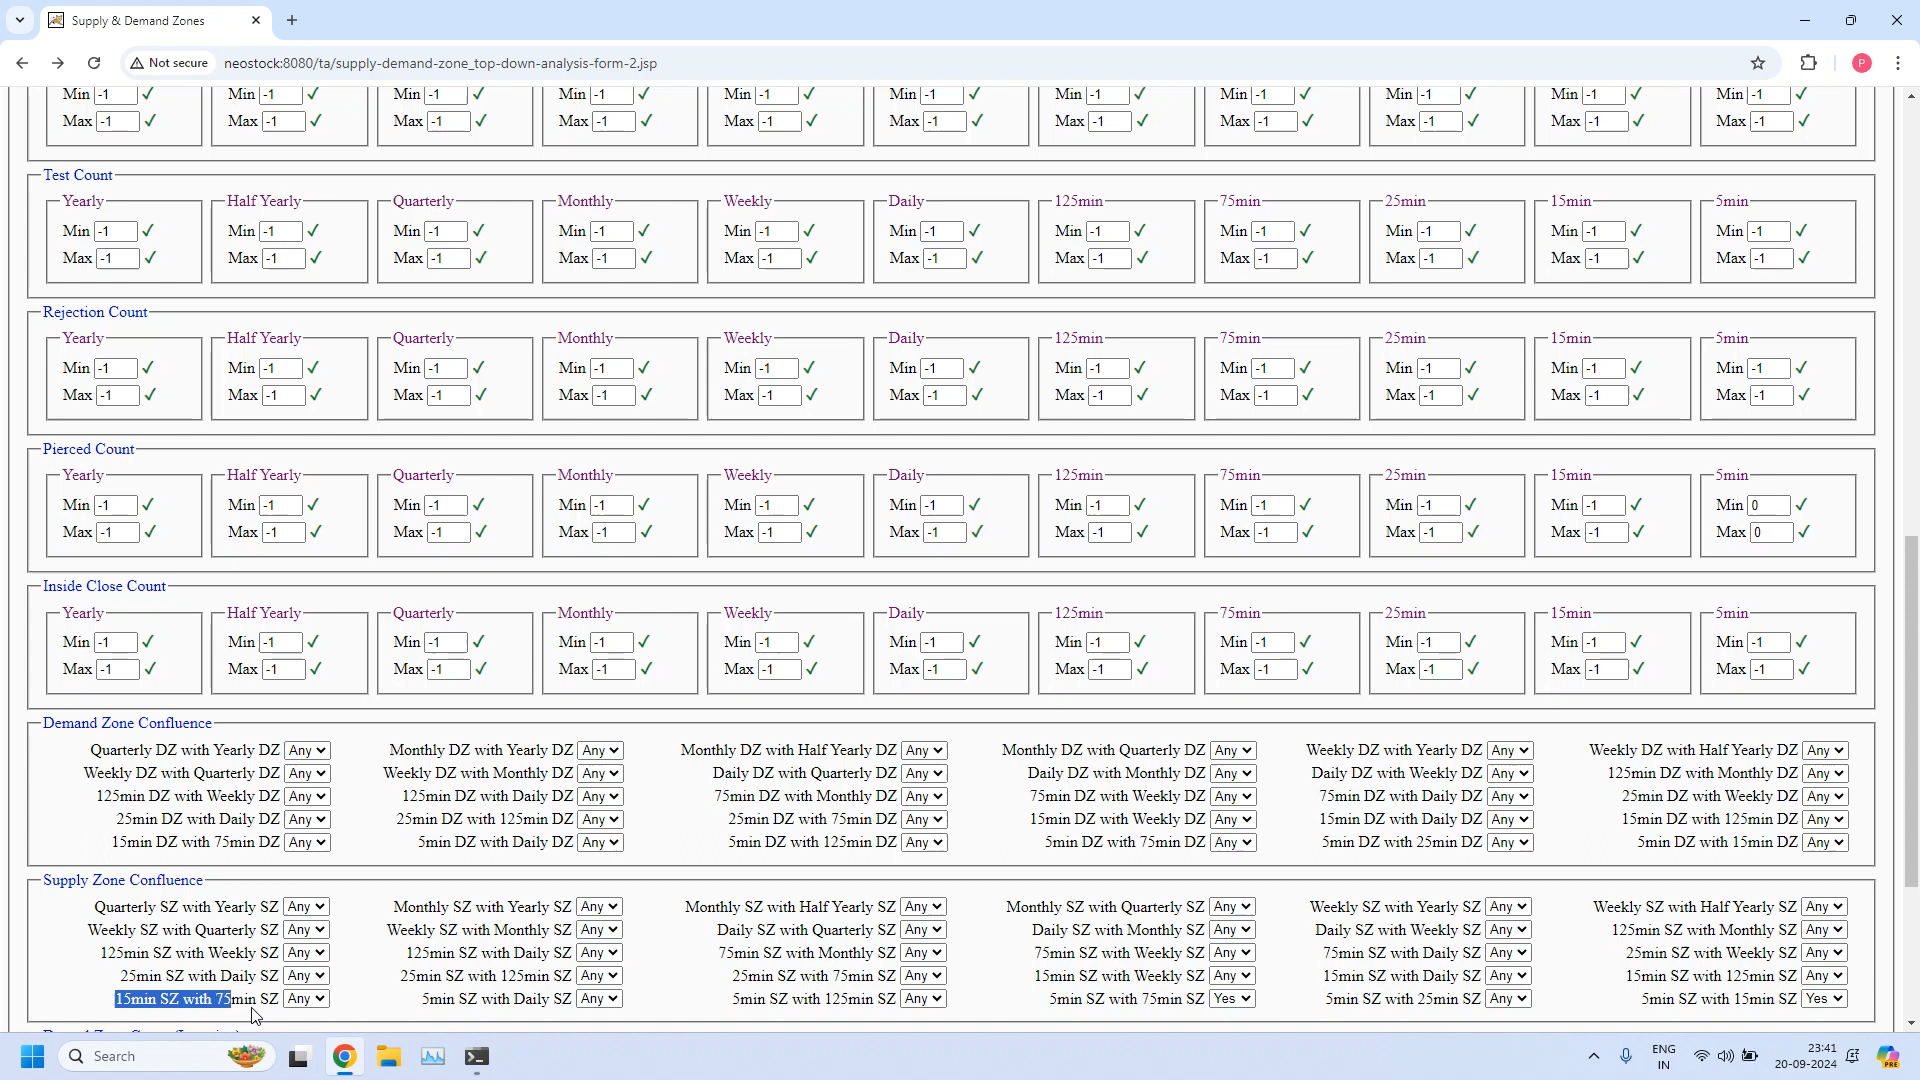 Supply & Demand Zones
Not secure neostock:8080/ta/supply-demand-zone_top-down-analysis-form-2.jsp P
Min -1 Min -1 Min -1 Min -1 Min -1 Min -1 Min -1 Min -1 Min -1 Min -1 Min -1
Max -1 Max -1 Max -1 Max -1 Max -1 Max -1 Max -1 Max -1 Max -1 Max -1 Max -1
Test Count
Yearly Half Yearly Quarterly Monthly Weekly Daily 125min 75min 25min 15min 5min
Min -1 Min -1 Min -1 Min -1 Min -1 Min -1 Min -1 Min -1 Min -1 Min -1 Min -1
Max -1 Max -1 Max -1 Max -1 Max -1 Max -1 Max -1 Max -1 Max -1 Max -1 Max -1
Rejection Count
Yearly Half Yearly Quarterly Monthly Weekly Daily 125min 75min 25min 15min 5min
Min -1 Min -1 Min -1 Min -1 Min -1 Min -1 Min -1 Min -1 Min -1 Min -1 Min -1
Max -1 Max -1 Max -1 Max -1 Max -1 Max -1 Max -1 Max -1 Max -1 Max -1 Max -1
Pierced Count
Yearly Half Yearly Quarterly Monthly Weekly Daily 125min 75min 25min 15min 5min
Min -1 Min -1 Min -1 Min -1 Min -1 Min -1 Min -1 Min -1 Min -1 Min -1 Min 0
Max -1 Max -1 Max -1 Max -1 Max -1 Max -1 Max -1 Max -1 Max -1 Max -1 Max 0
Inside Close Count
Yearly Half Yearly Quarterly Monthly Weekly Daily 125min 75min 25min 15min 5min
Min -1 Min -1 Min -1 Min -1 Min -1 Min -1 Min -1 Min -1 Min -1 Min -1 Min -1
Max -1 Max -1 Max -1 Max -1 Max -1 Max -1 Max -1 Max -1 Max -1 Max -1 Max -1
Demand Zone Confluence
Quarterly DZ with Yearly DZ Any Monthly DZ with Yearly DZ Any Monthly DZ with Half Yearly DZ Any Monthly DZ with Quarterly DZ Any Weekly DZ with Yearly DZ Any Weekly DZ with Half Yearly DZ Any
Weekly DZ with Quarterly DZ Any Weekly DZ with Monthly DZ Any Daily DZ with Quarterly DZ Any Daily DZ with Monthly DZ Any Daily DZ with Weekly DZ Any 125min DZ with Monthly DZ Any
125min DZ with Weekly DZ Any 125min DZ with Daily DZ Any 75min DZ with Monthly DZ Any 75min DZ with Weekly DZ Any 75min DZ with Daily DZ Any 25min DZ with Weekly DZ Any
25min DZ with Daily DZ Any 25min DZ with 125min DZ Any 25min DZ with 75min DZ Any 15min DZ with Weekly DZ Any 15min DZ with Daily DZ Any 15min DZ with 125min DZ Any
15min DZ with 75min DZ Any 5min DZ with Daily DZ Any 5min DZ with 125min DZ Any 5min DZ with 75min DZ Any 5min DZ with 25min DZ Any 5min DZ with 15min DZ Any
Supply Zone Confluence
Quarterly SZ with Yearly SZ Any Monthly SZ with Yearly SZ Any Monthly SZ with Half Yearly SZ Any Monthly SZ with Quarterly SZ Any Weekly SZ with Yearly SZ Any Weekly SZ with Half Yearly SZ Any
Weekly SZ with Quarterly SZ Any Weekly SZ with Monthly SZ Any Daily SZ with Quarterly SZ Any Daily SZ with Monthly SZ Any Daily SZ with Weekly SZ Any 125min SZ with Monthly SZ Any
125min SZ with Weekly SZ Any 125min SZ with Daily SZ Any 75min SZ with Monthly SZ Any 75min SZ with Weekly SZ Any 75min SZ with Daily SZ Any 25min SZ with Weekly SZ Any
25min SZ with Daily SZ Any 25min SZ with 125min SZ Any 25min SZ with 75min SZ Any 15min SZ with Weekly SZ Any 15min SZ with Daily SZ Any 15min SZ with 125min SZ Any
15min SZ with 75min SZ Any 5min SZ with Daily SZ Any 5min SZ with 125min SZ Any 5min SZ with 75min SZ Yes 5min SZ with 25min SZ Any 5min SZ with 15min SZ Yes
Search ENG 23:41
IN 20-09-2024
PRE